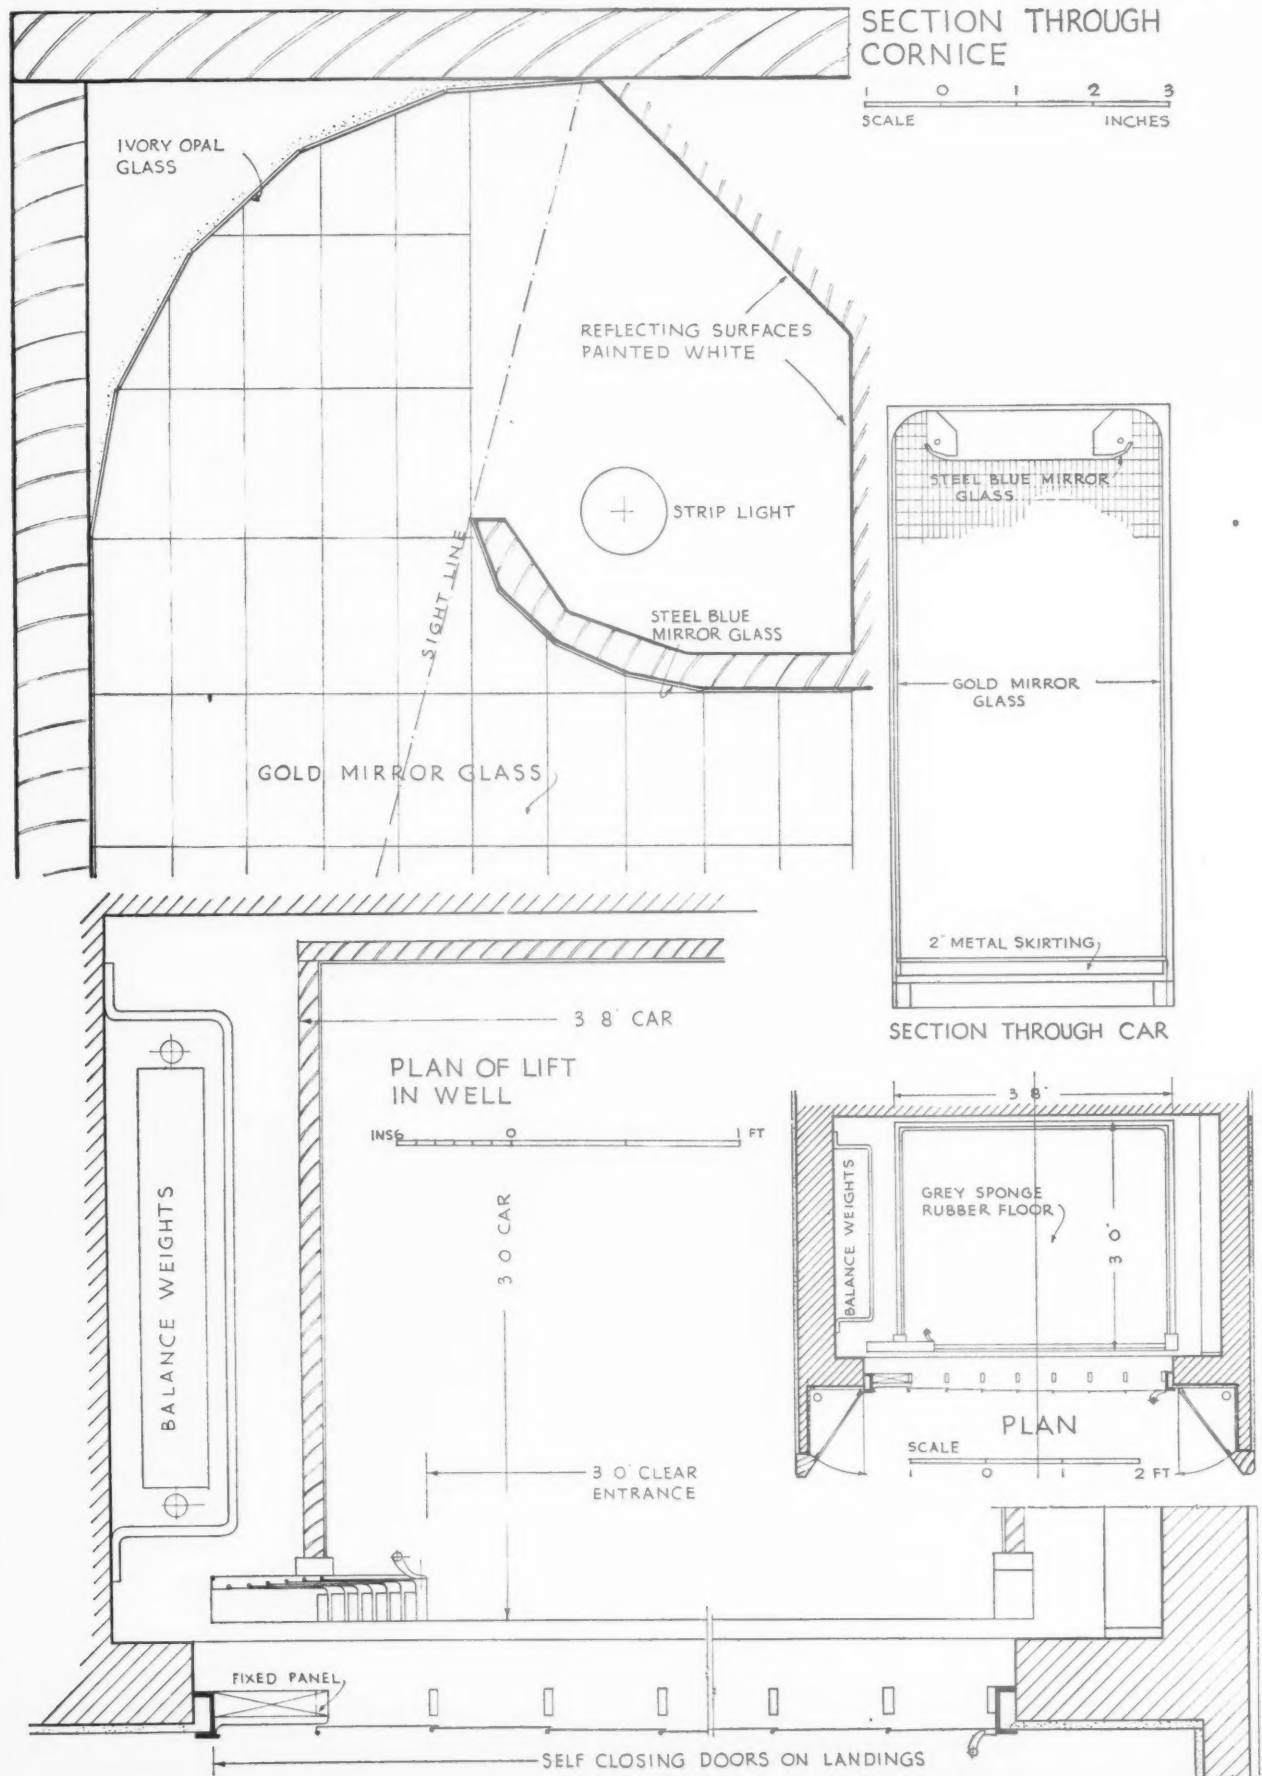 SECTION THROUGH
CORNICE
1 0 1 2 3
SCALE INCHES
IVORY OPAL
GLASS
REFLECTING SURFACES
PAINTED WHITE
STRIP LIGHT
SIGHT LINE
STEEL BLUE
MIRROR GLASS
GOLD MIRROR GLASS
STEEL BLUE MIRROR
GLASS
GOLD MIRROR
GLASS
2" METAL SKIRTING
SECTION THROUGH CAR
3 8" CAR
PLAN OF LIFT
IN WELL
INS6 0 1 FT
BALANCE WEIGHTS
3 0 CAR
3 0" CLEAR
ENTRANCE
FIXED PANEL
SELF CLOSING DOORS ON LANDINGS
3 8"
BALANCE WEIGHTS
GREY SPONGE
RUBBER FLOOR
3 0"
PLAN
SCALE
1 0 1 2 FT